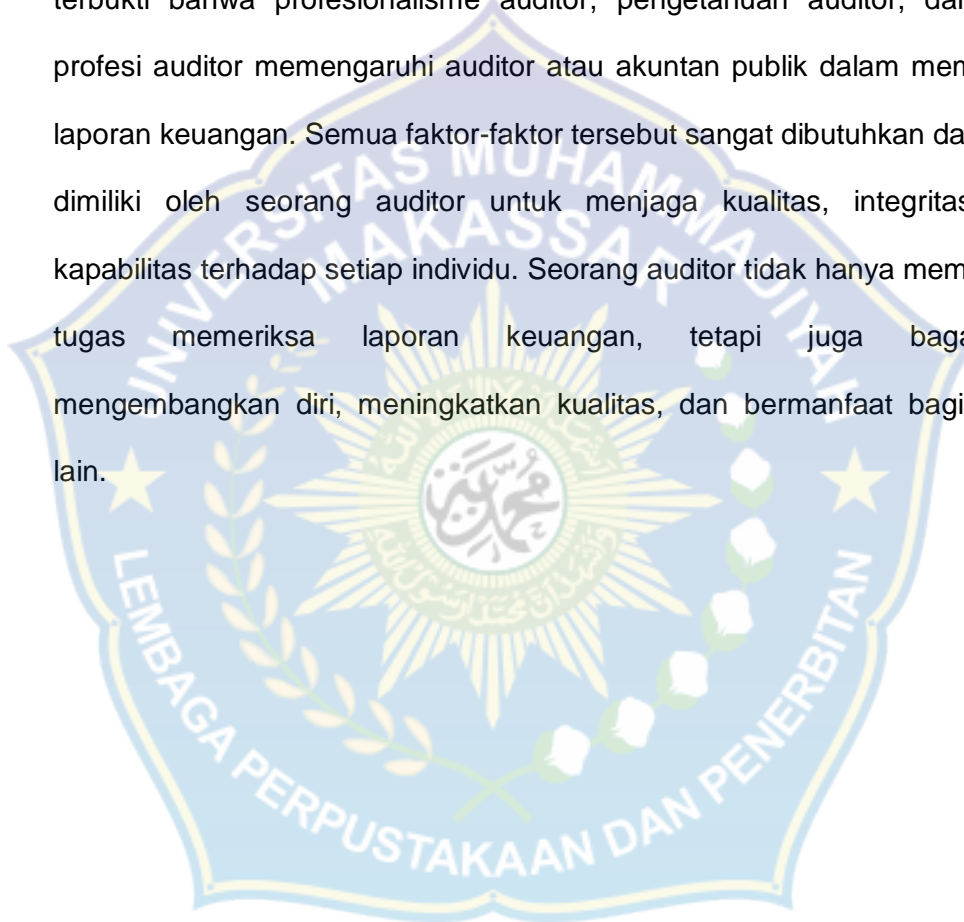 terbukti bahwa profesionalisme auditor, pengetahuan auditor, dan
profesi auditor memengaruhi auditor atau akuntan publik dalam mem
laporan keuangan. Semua faktor-faktor tersebut sangat dibutuhkan da
dimiliki oleh seorang auditor untuk menjaga kualitas, integritas
kapabilitas terhadap setiap individu. Seorang auditor tidak hanya mem
tugas memeriksa laporan keuangan, tetapi juga baga
mengembangkan diri, meningkatkan kualitas, dan bermanfaat bagi
lain.
UNIVERSITAS MUHAMMADIYAH
MAKASSAR
محمدية
LEMBAGA PERPUSTAKAAN DAN PENERBITAN